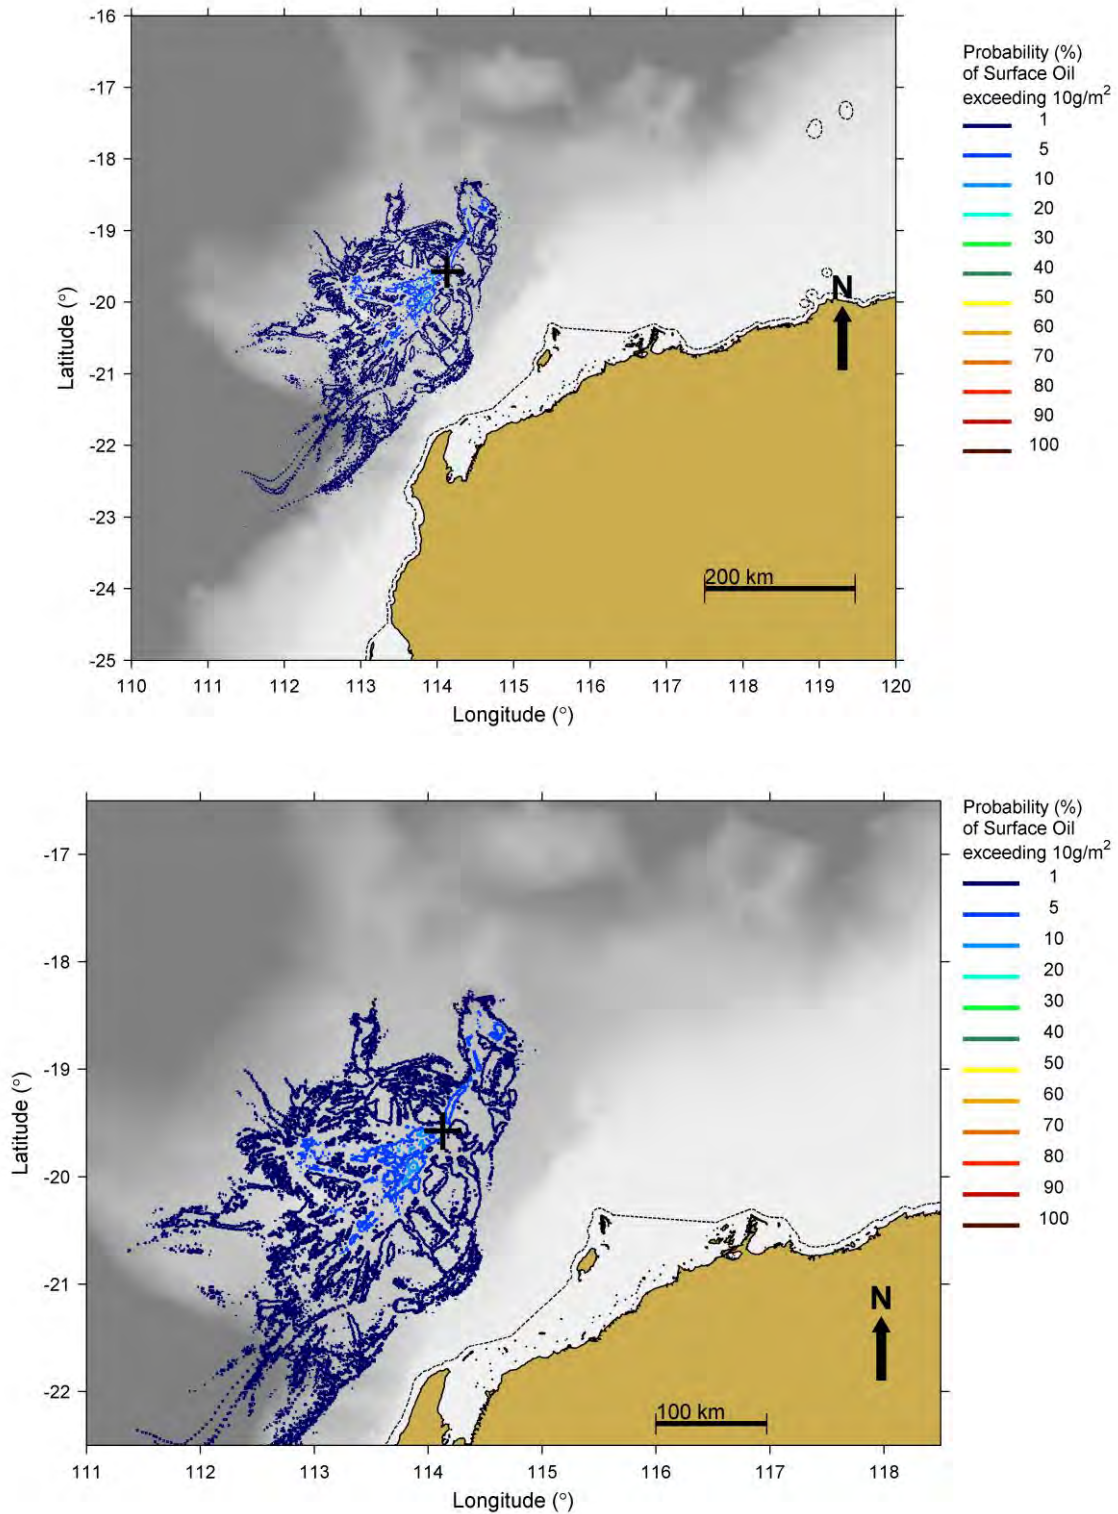 -16
-17
-18
-19
-20
-21
-22
-23
-24
-25
Latitude (°)
110 111 112 113 114 115 116 117 118 119 120
Longitude (°)
N
200 km
Probability (%)
of Surface Oil
exceeding 10g/m²
1
5
10
20
30
40
50
60
70
80
90
100
-17
-18
-19
-20
-21
-22
Latitude (°)
111 112 113 114 115 116 117 118
Longitude (°)
N
100 km
Probability (%)
of Surface Oil
exceeding 10g/m²
1
5
10
20
30
40
50
60
70
80
90
100